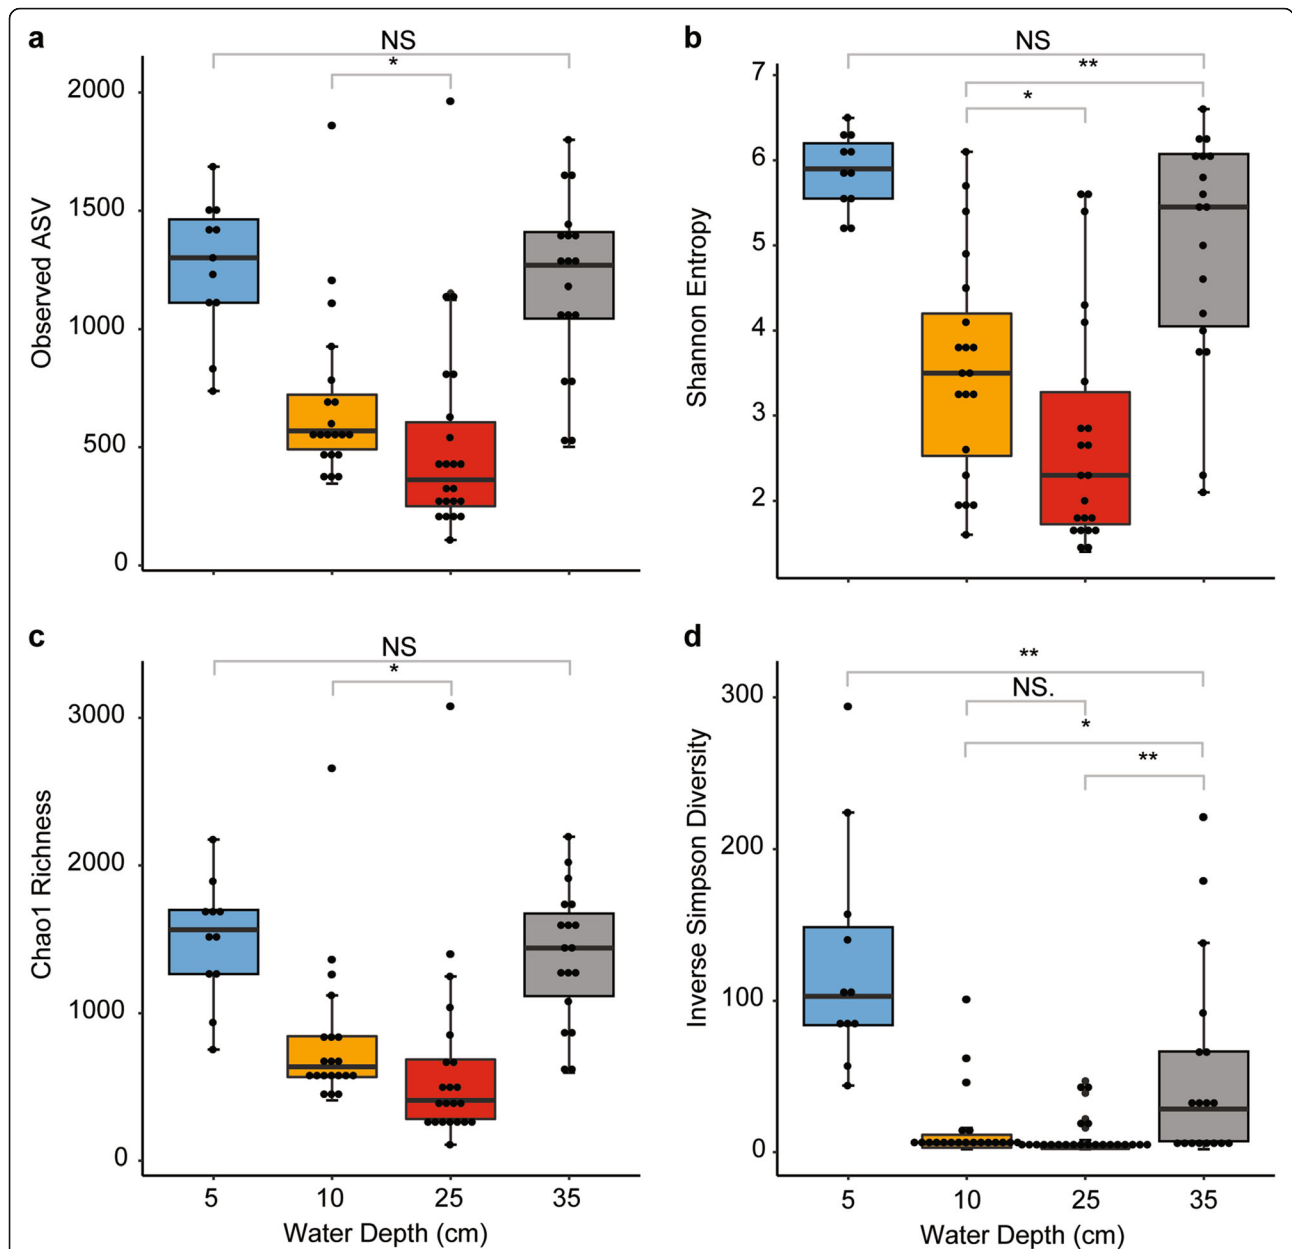 a
NS
*
2000
1500
1000
500
0
Observed ASV
b
NS
**
*
7
6
5
4
3
2
Shannon Entropy
c
NS
*
3000
2000
1000
0
Chao1 Richness
5 10 25 35
Water Depth (cm)
d
**
NS.
*
**
300
200
100
0
Inverse Simpson Diversity
5 10 25 35
Water Depth (cm)